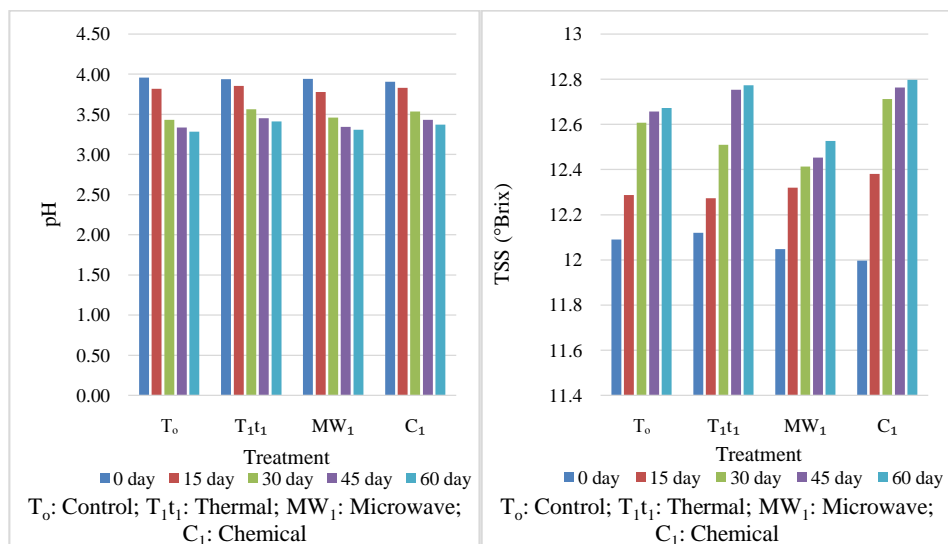 4.50
4.00
3.50
3.00
2.50
2.00
1.50
1.00
0.50
0.00
pH
Tₒ T₁t₁ MW₁ C₁
Treatment
0 day 15 day 30 day 45 day 60 day
Tₒ: Control; T₁t₁: Thermal; MW₁: Microwave;
C₁: Chemical
13
12.8
12.6
12.4
12.2
12
11.8
11.6
11.4
TSS (°Brix)
Tₒ T₁t₁ MW₁ C₁
Treatment
0 day 15 day 30 day 45 day 60 day
Tₒ: Control; T₁t₁: Thermal; MW₁: Microwave;
C₁: Chemical